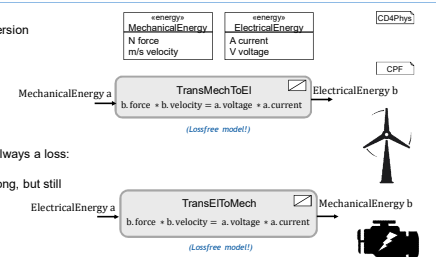 ersion
«energy»
MechanicalEnergy
N force
m/s velocity
«energy»
ElectricalEnergy
A current
V voltage
CD4Phys
CPF
MechanicalEnergy a
TransMechToEl
b.force * b.velocity = a.voltage * a.current
ElectricalEnergy b
(Lossfree model!)
lways a loss:
ong, but still
ElectricalEnergy a
TransElToMech
b.force * b.velocity = a.voltage * a.current
MechanicalEnergy b
(Lossfree model!)